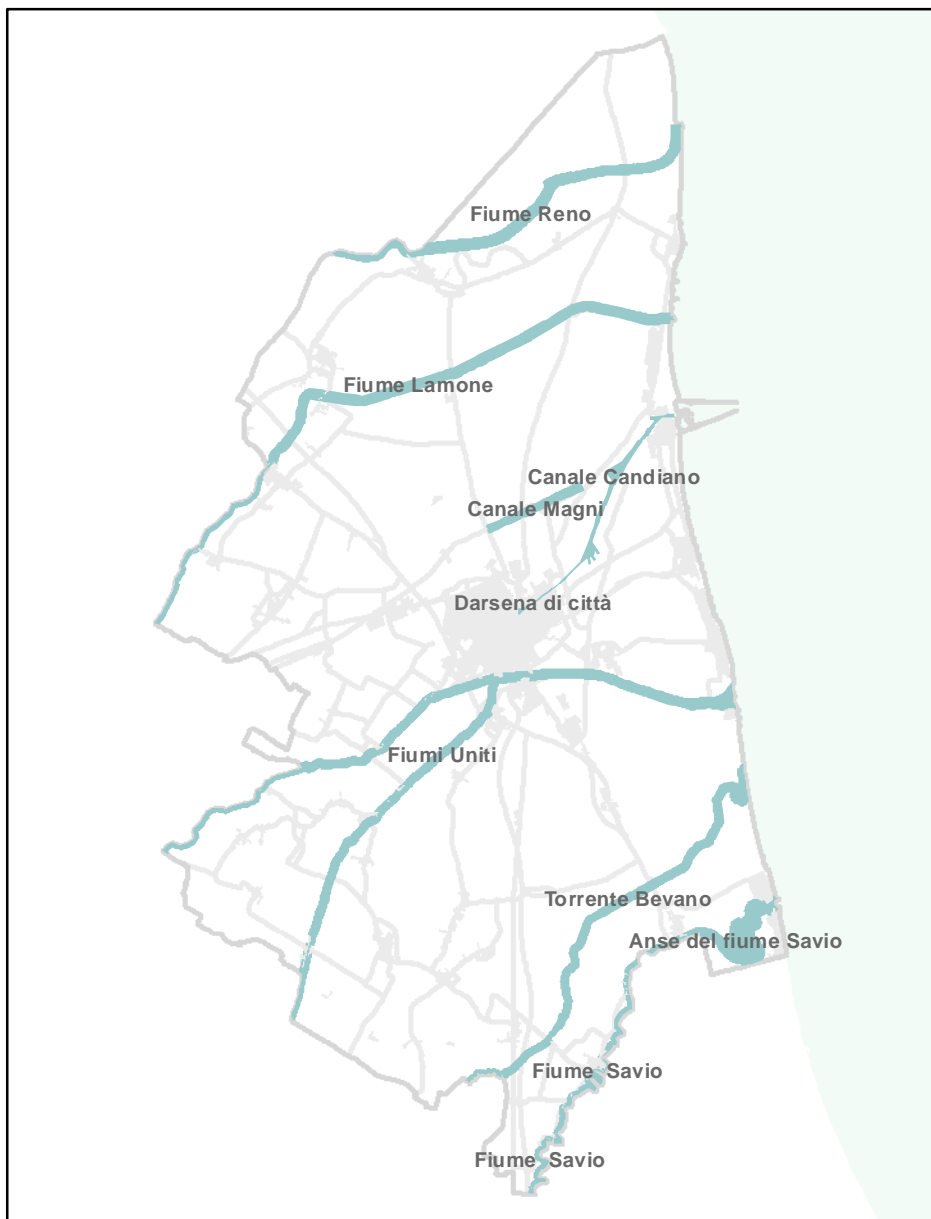 Fiume Reno
Fiume Lamone
Canale Candiano
Canale Magni
Darsena di città
Fiumi Uniti
Torrente Bevano
Anse del fiume Savio
Fiume  Savio
Fiume  Savio